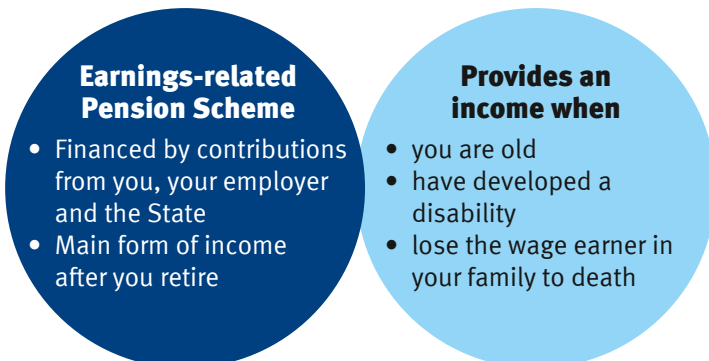 Earnings-related
Pension Scheme
• Financed by contributions
from you, your employer
and the State
• Main form of income
after you retire
Provides an
income when
• you are old
• have developed a
disability
• lose the wage earner in
your family to death